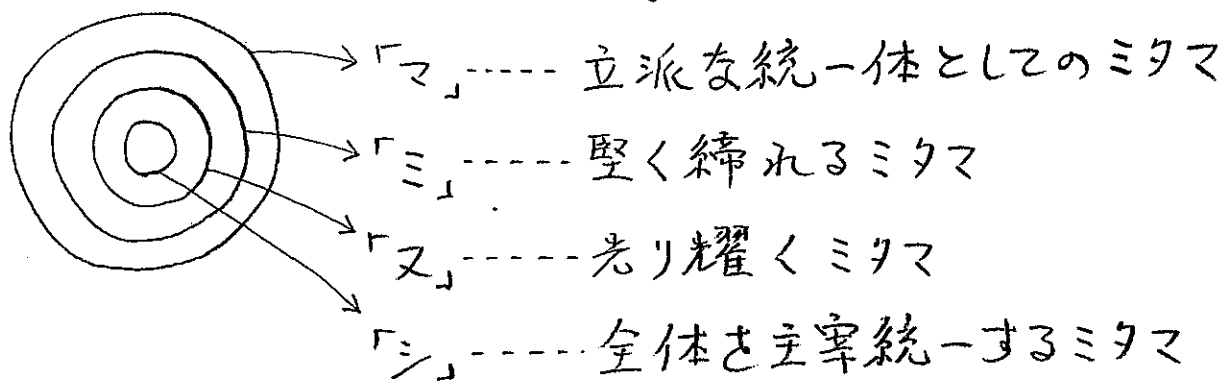 「マ」----- 立派な統一体としてのミタマ
「ミ」----- 堅く締れるミタマ
「ヌ」----- 光り耀くミタマ
「シ」----- 全体を主宰統一するミタマ